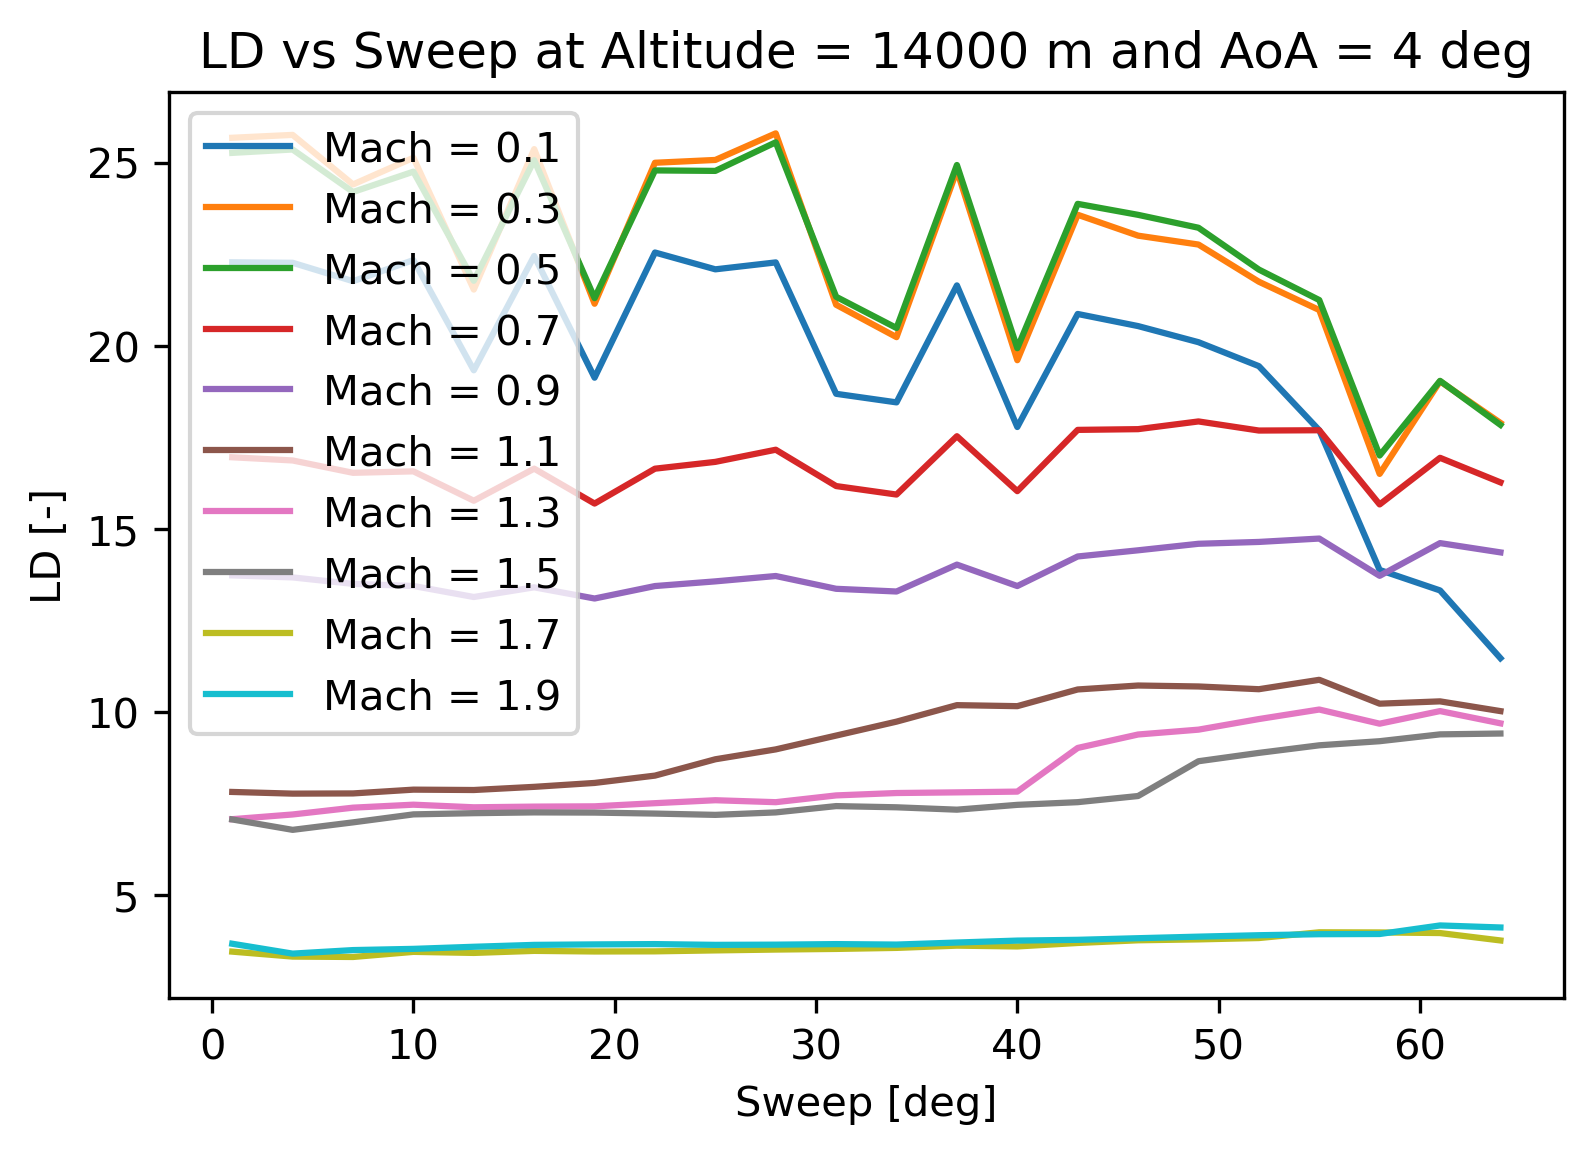 LD vs Sweep at Altitude = 14000 m and AoA = 4 deg
Mach = 0.1
Mach = 0.3
Mach = 0.5
Mach = 0.7
Mach = 0.9
Mach = 1.1
Mach = 1.3
Mach = 1.5
Mach = 1.7
Mach = 1.9
25
20
15
10
5
LD [-]
0 10 20 30 40 50 60
Sweep [deg]